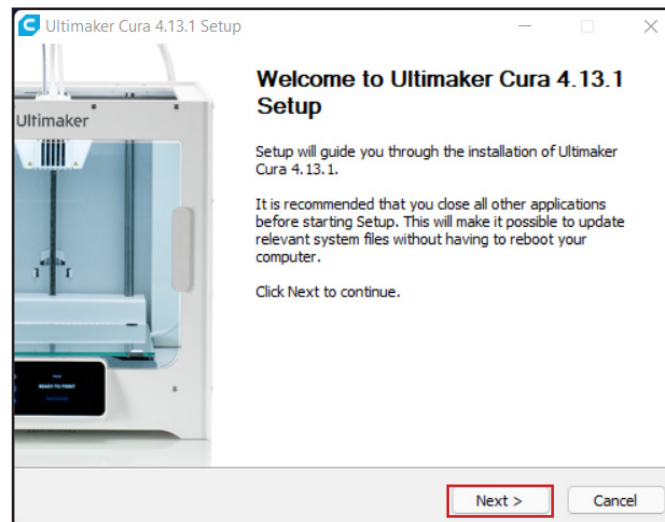 Ultimaker Cura 4.13.1 Setup
Ultimaker
READY TO PRINT
Welcome to Ultimaker Cura 4.13.1
Setup
Setup will guide you through the installation of Ultimaker
Cura 4.13.1.
It is recommended that you close all other applications
before starting Setup. This will make it possible to update
relevant system files without having to reboot your
computer.
Click Next to continue.
Next >
Cancel